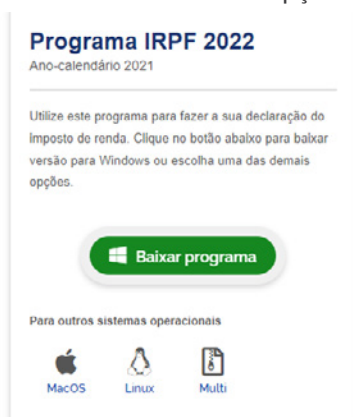 Programa IRPF 2022
Ano-calendário 2021
Utilize este programa para fazer a sua declaração do
imposto de renda. Clique no botão abaixo para baixar
versão para Windows ou escolha uma das demais
opções.
Baixar programa
Para outros sistemas operacionais
MacOS Linux Multi